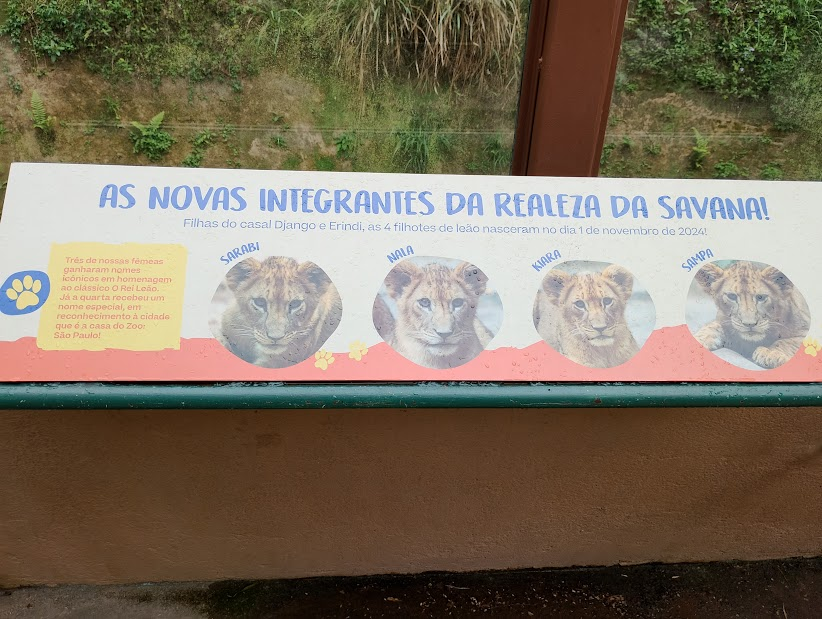 AS NOVAS INTEGRANTES DA REALEZA DA SAVANA!
Filhas do casal Django e Erindi, as 4 filhotes de leão nasceram no dia 1 de novembro de 2024!
Três de nossas fêmeas
ganharam nomes
icônicos em homenagem
ao clássico O Rei Leão.
Já a quarta recebeu um
nome especial, em
reconhecimento à cidade
que é a casa do Zoo:
São Paulo!
SARABI
NALA
KIARA
SAMPA